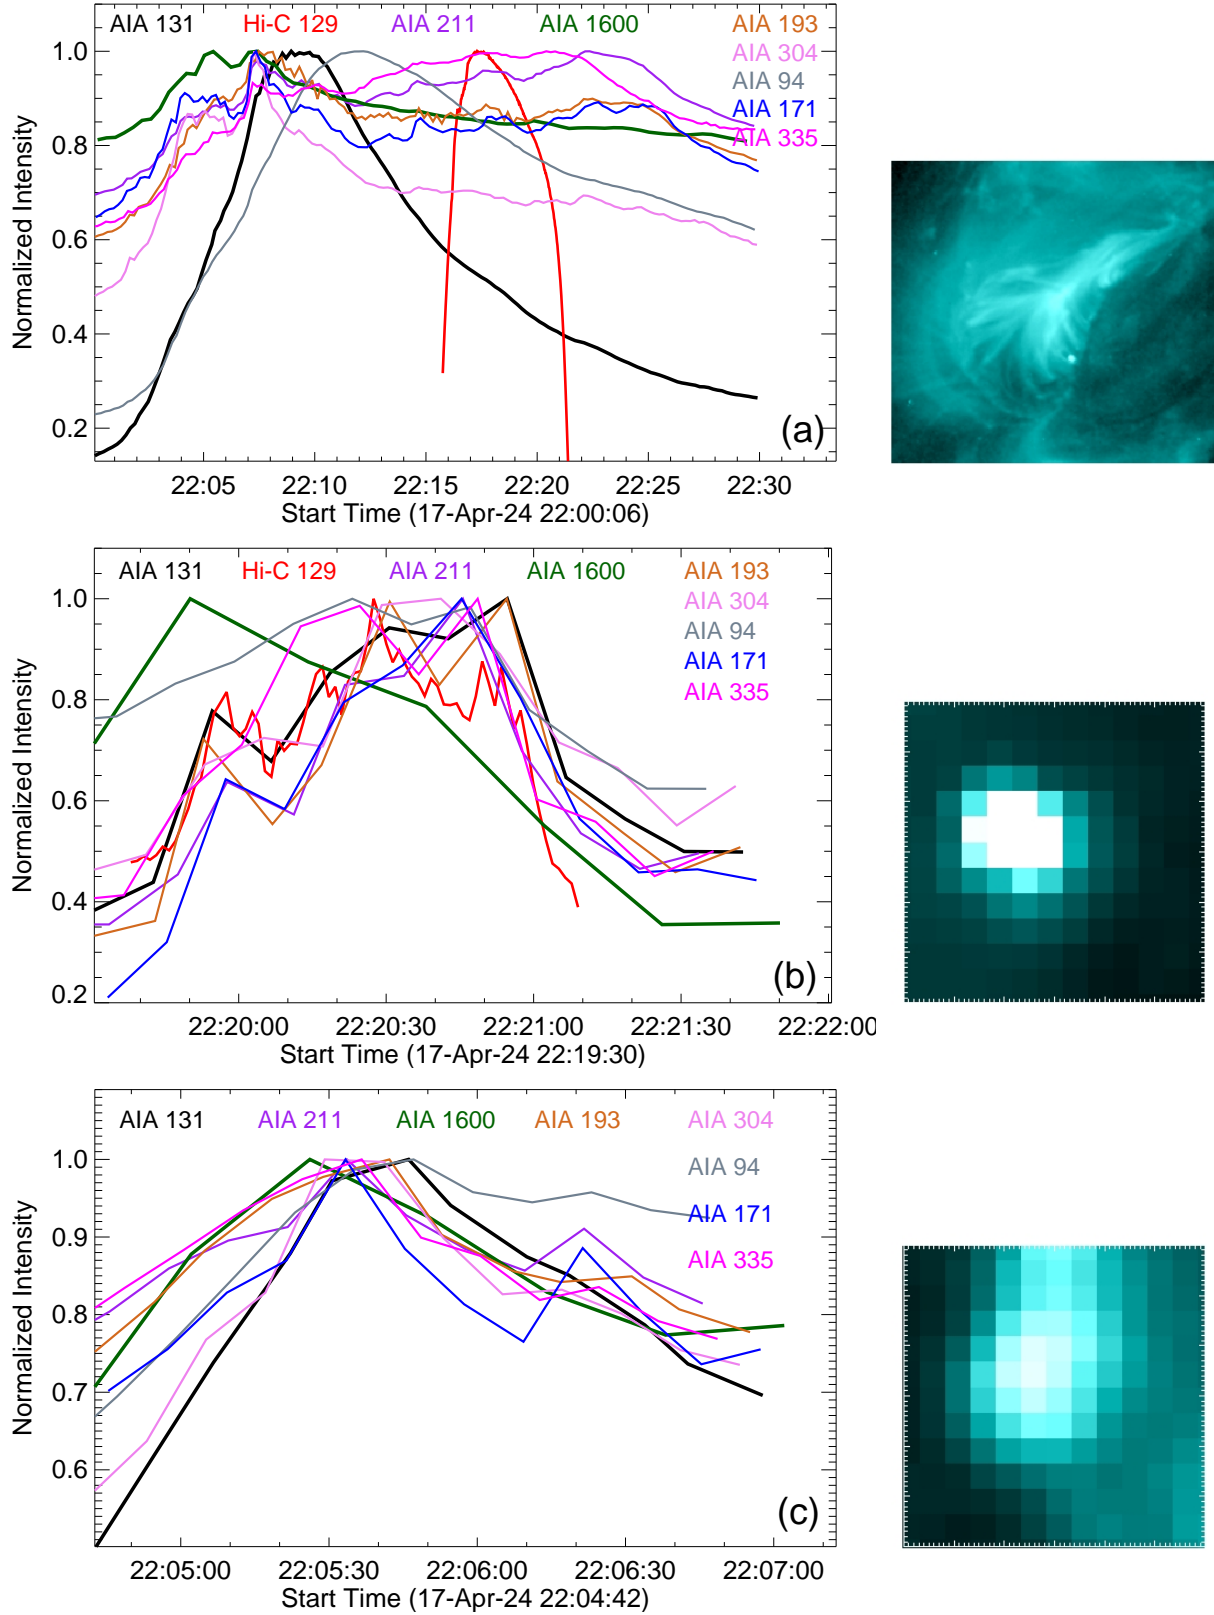 AIA 131 Hi-C 129 AIA 211 AIA 1600 AIA 193
AIA 304
AIA 94
AIA 171
AIA 335
Normalized Intensity
1.0
0.8
0.6
0.4
0.2
(a)
22:05 22:10 22:15 22:20 22:25 22:30
Start Time (17-Apr-24 22:00:06)
AIA 131 Hi-C 129 AIA 211 AIA 1600 AIA 193
AIA 304
AIA 94
AIA 171
AIA 335
Normalized Intensity
1.0
0.8
0.6
0.4
0.2
(b)
22:20:00 22:20:30 22:21:00 22:21:30 22:22:00
Start Time (17-Apr-24 22:19:30)
AIA 131 AIA 211 AIA 1600 AIA 193 AIA 304
AIA 94
AIA 171
AIA 335
Normalized Intensity
1.0
0.9
0.8
0.7
0.6
(c)
22:05:00 22:05:30 22:06:00 22:06:30 22:07:00
Start Time (17-Apr-24 22:04:42)